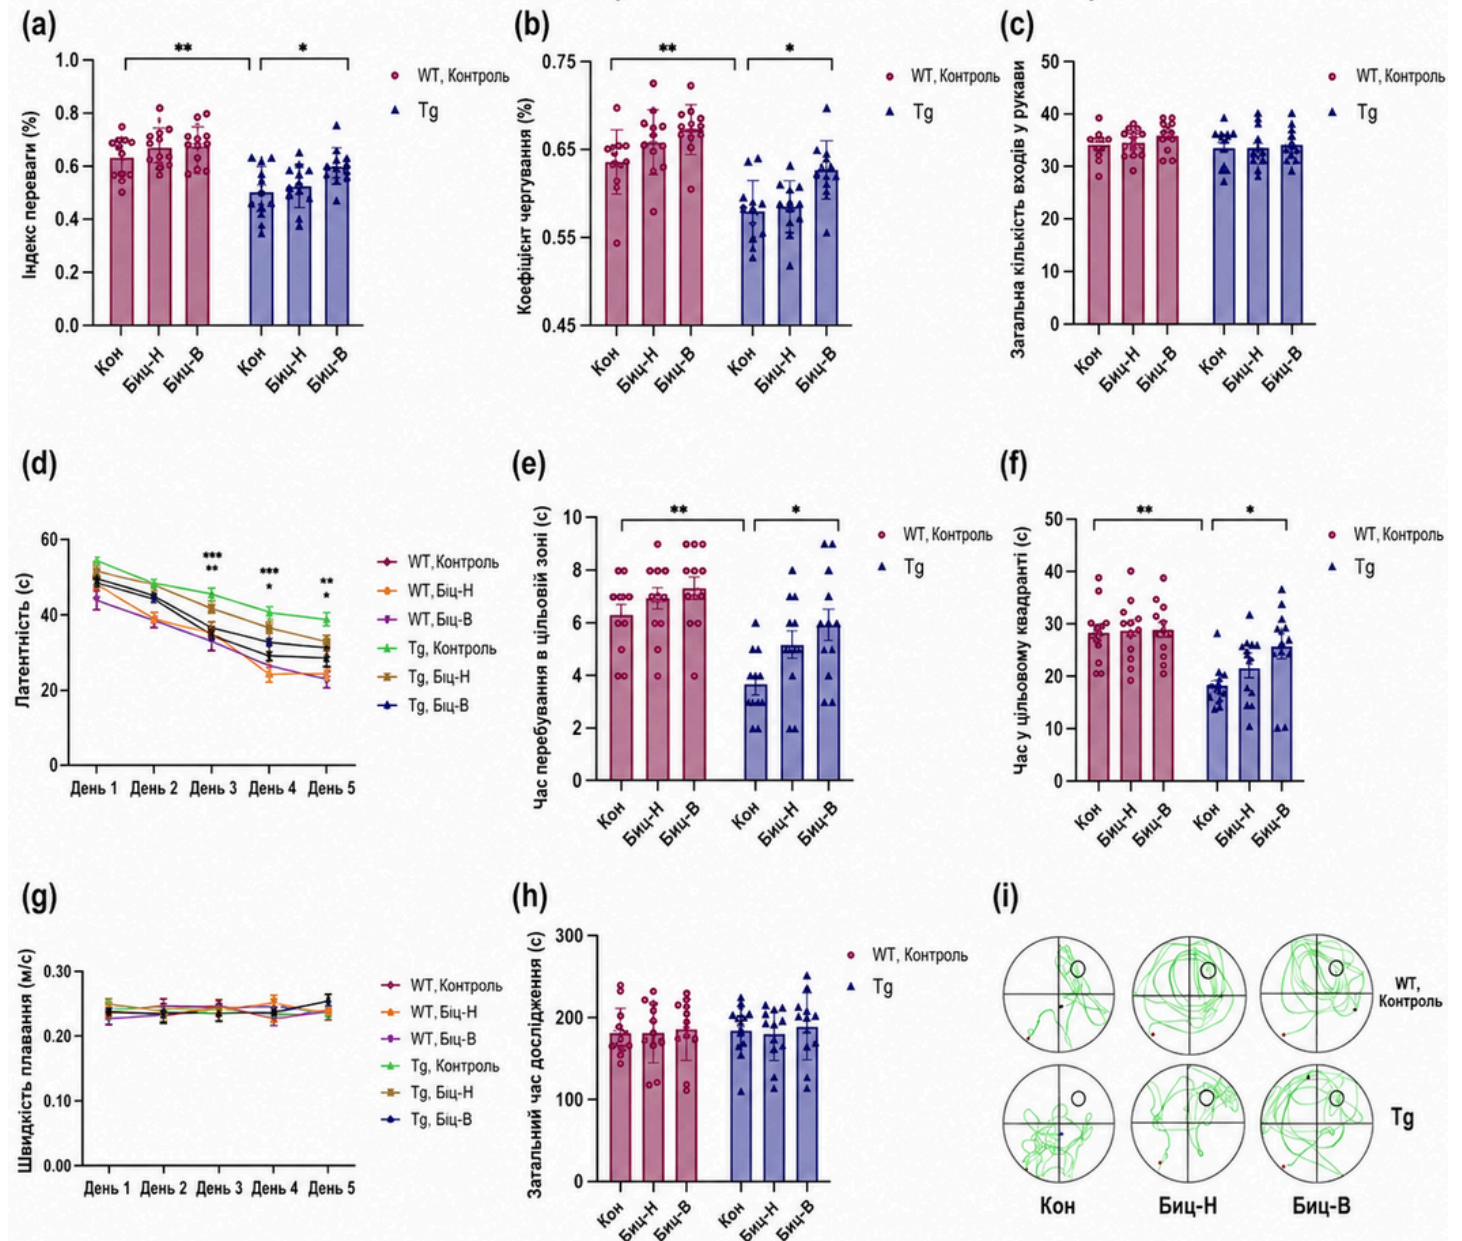 (a)
Індекс переваги (%)
1.0
0.8
0.6
0.4
0.2
0.0
** *
WT, Контроль
Tg
Кон Биц-Н Биц-В Кон Биц-Н Биц-В
(b)
Коефіцієнт чергування (%)
0.75
0.65
0.55
0.45
** *
WT, Контроль
Tg
Кон Биц-Н Биц-В Кон Биц-Н Биц-В
(c)
Загальна кількість входів у рукави
50
40
30
20
10
0
WT, Контроль
Tg
Кон Биц-Н Биц-В Кон Биц-Н Биц-В
(d)
Латентність (с)
60
40
20
0
*** *** **
** * *
День 1 День 2 День 3 День 4 День 5
WT, Контроль
WT, Біц-Н
WT, Біц-В
Tg, Контроль
Tg, Біц-Н
Tg, Біц-В
(e)
Час перебування в цільовій зоні (с)
10
8
6
4
2
0
** *
WT, Контроль
Tg
Кон Биц-Н Биц-В Кон Биц-Н Биц-В
(f)
Час у цільовому квадранті (с)
50
40
30
20
10
0
** *
WT, Контроль
Tg
Кон Биц-Н Биц-В Кон Биц-Н Биц-В
(g)
Швидкість плавання (м/с)
0.30
0.20
0.10
0.00
День 1 День 2 День 3 День 4 День 5
WT, Контроль
WT, Біц-Н
WT, Біц-В
Tg, Контроль
Tg, Біц-Н
Tg, Біц-В
(h)
Затальний час дослідження (с)
300
200
100
0
WT, Контроль
Tg
Кон Биц-Н Биц-В Кон Биц-Н Биц-В
(i)
WT,
Контроль
Tg
Кон Биц-Н Биц-В